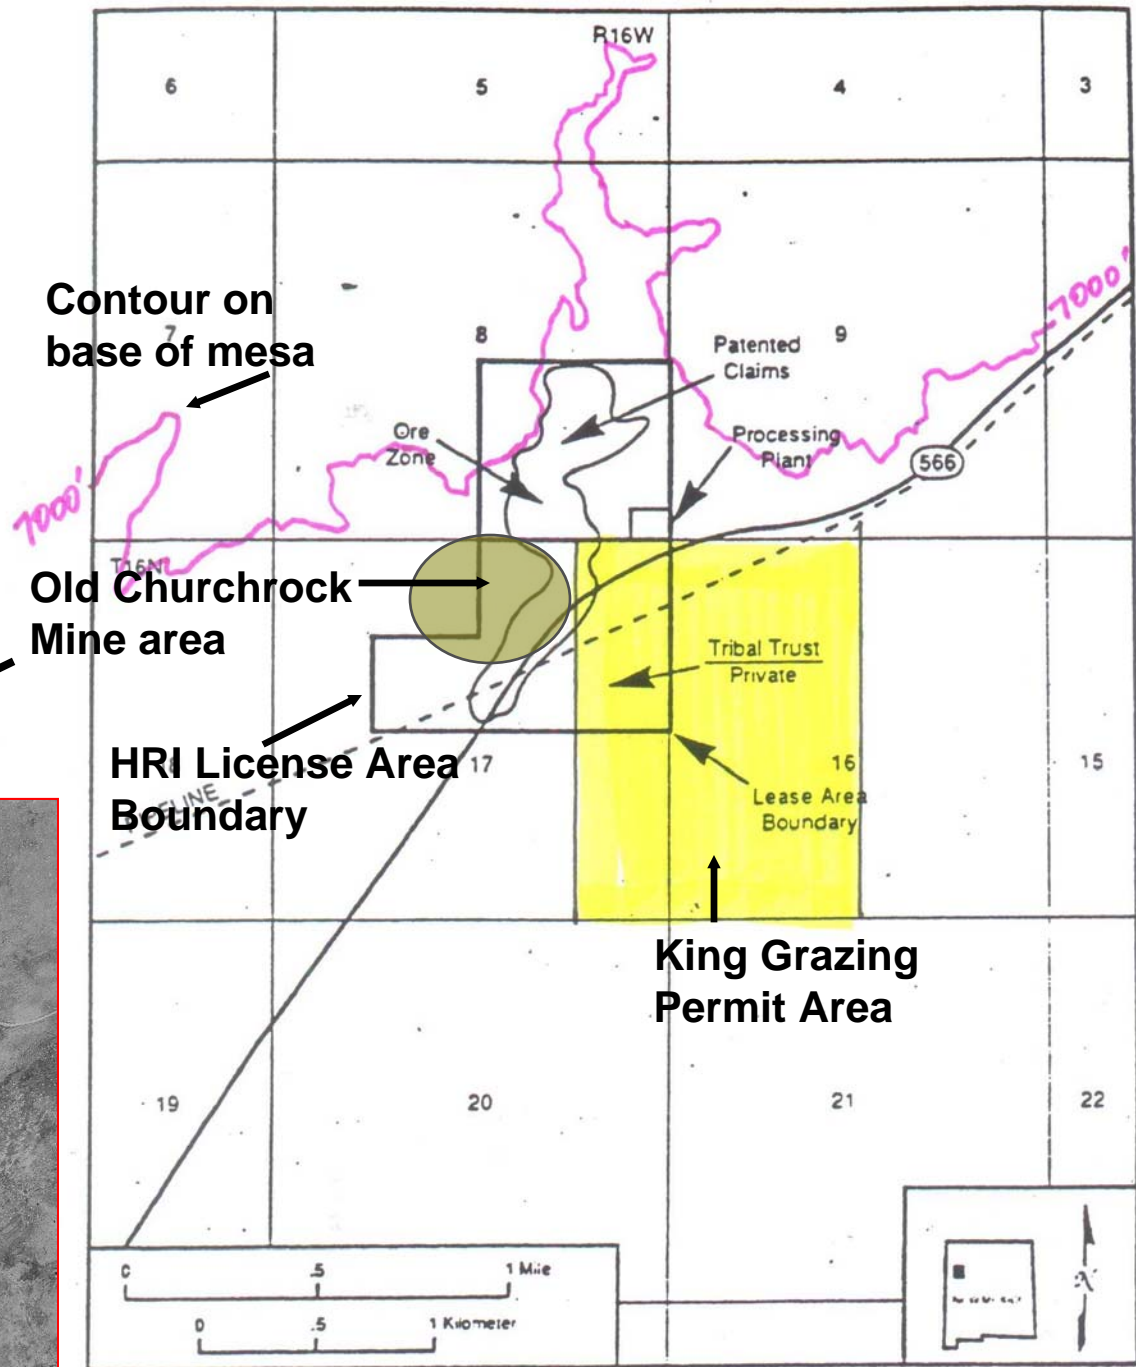 R16W
6
5
4
3
Contour on
base of mesa
7
8
9
7000'
Patented
Claims
Ore
Zone
Processing
Plant
566
7000'
T16N
Old Churchrock
Mine area
Tribal Trust
Private
HRI License Area
Boundary
17
16
15
Lease Area
Boundary
PIPELINE
King Grazing
Permit Area
19
20
21
22
0 .5 1 Mile
0 .5 1 Kilometer
N